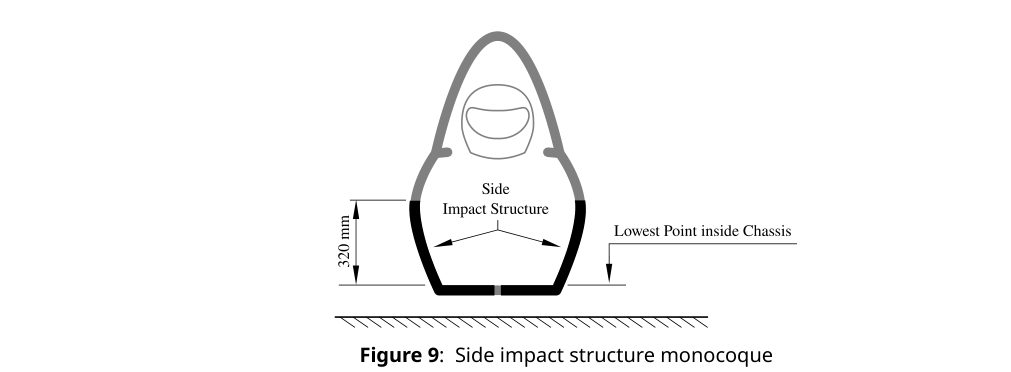 Side
Impact Structure
320 mm
Lowest Point inside Chassis
Figure 9: Side impact structure monocoque